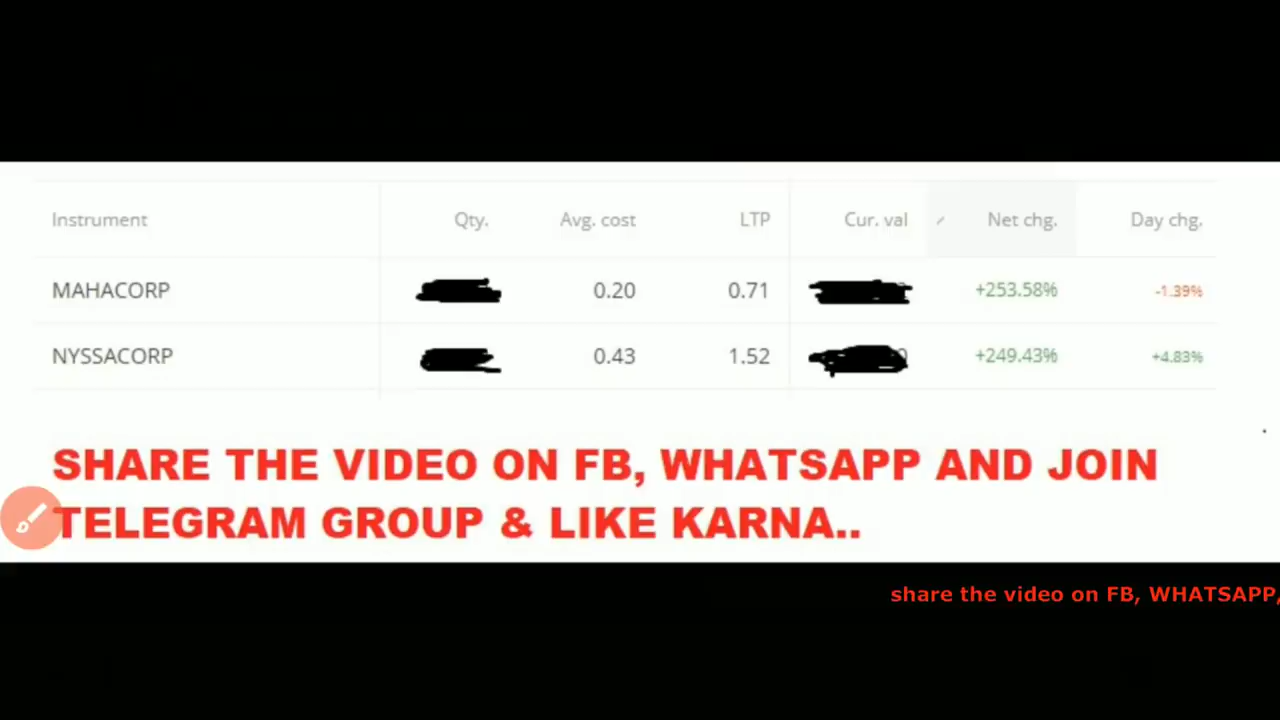 Instrument Qty. Avg. cost LTP Cur. val Net chg. Day chg.
MAHACORP 0.20 0.71 +253.58% -1.39%
NYSSACORP 0.43 1.52 +249.43% +4.83%
SHARE THE VIDEO ON FB, WHATSAPP AND JOIN
TELEGRAM GROUP & LIKE KARNA..
share the video on FB, WHATSAPP,